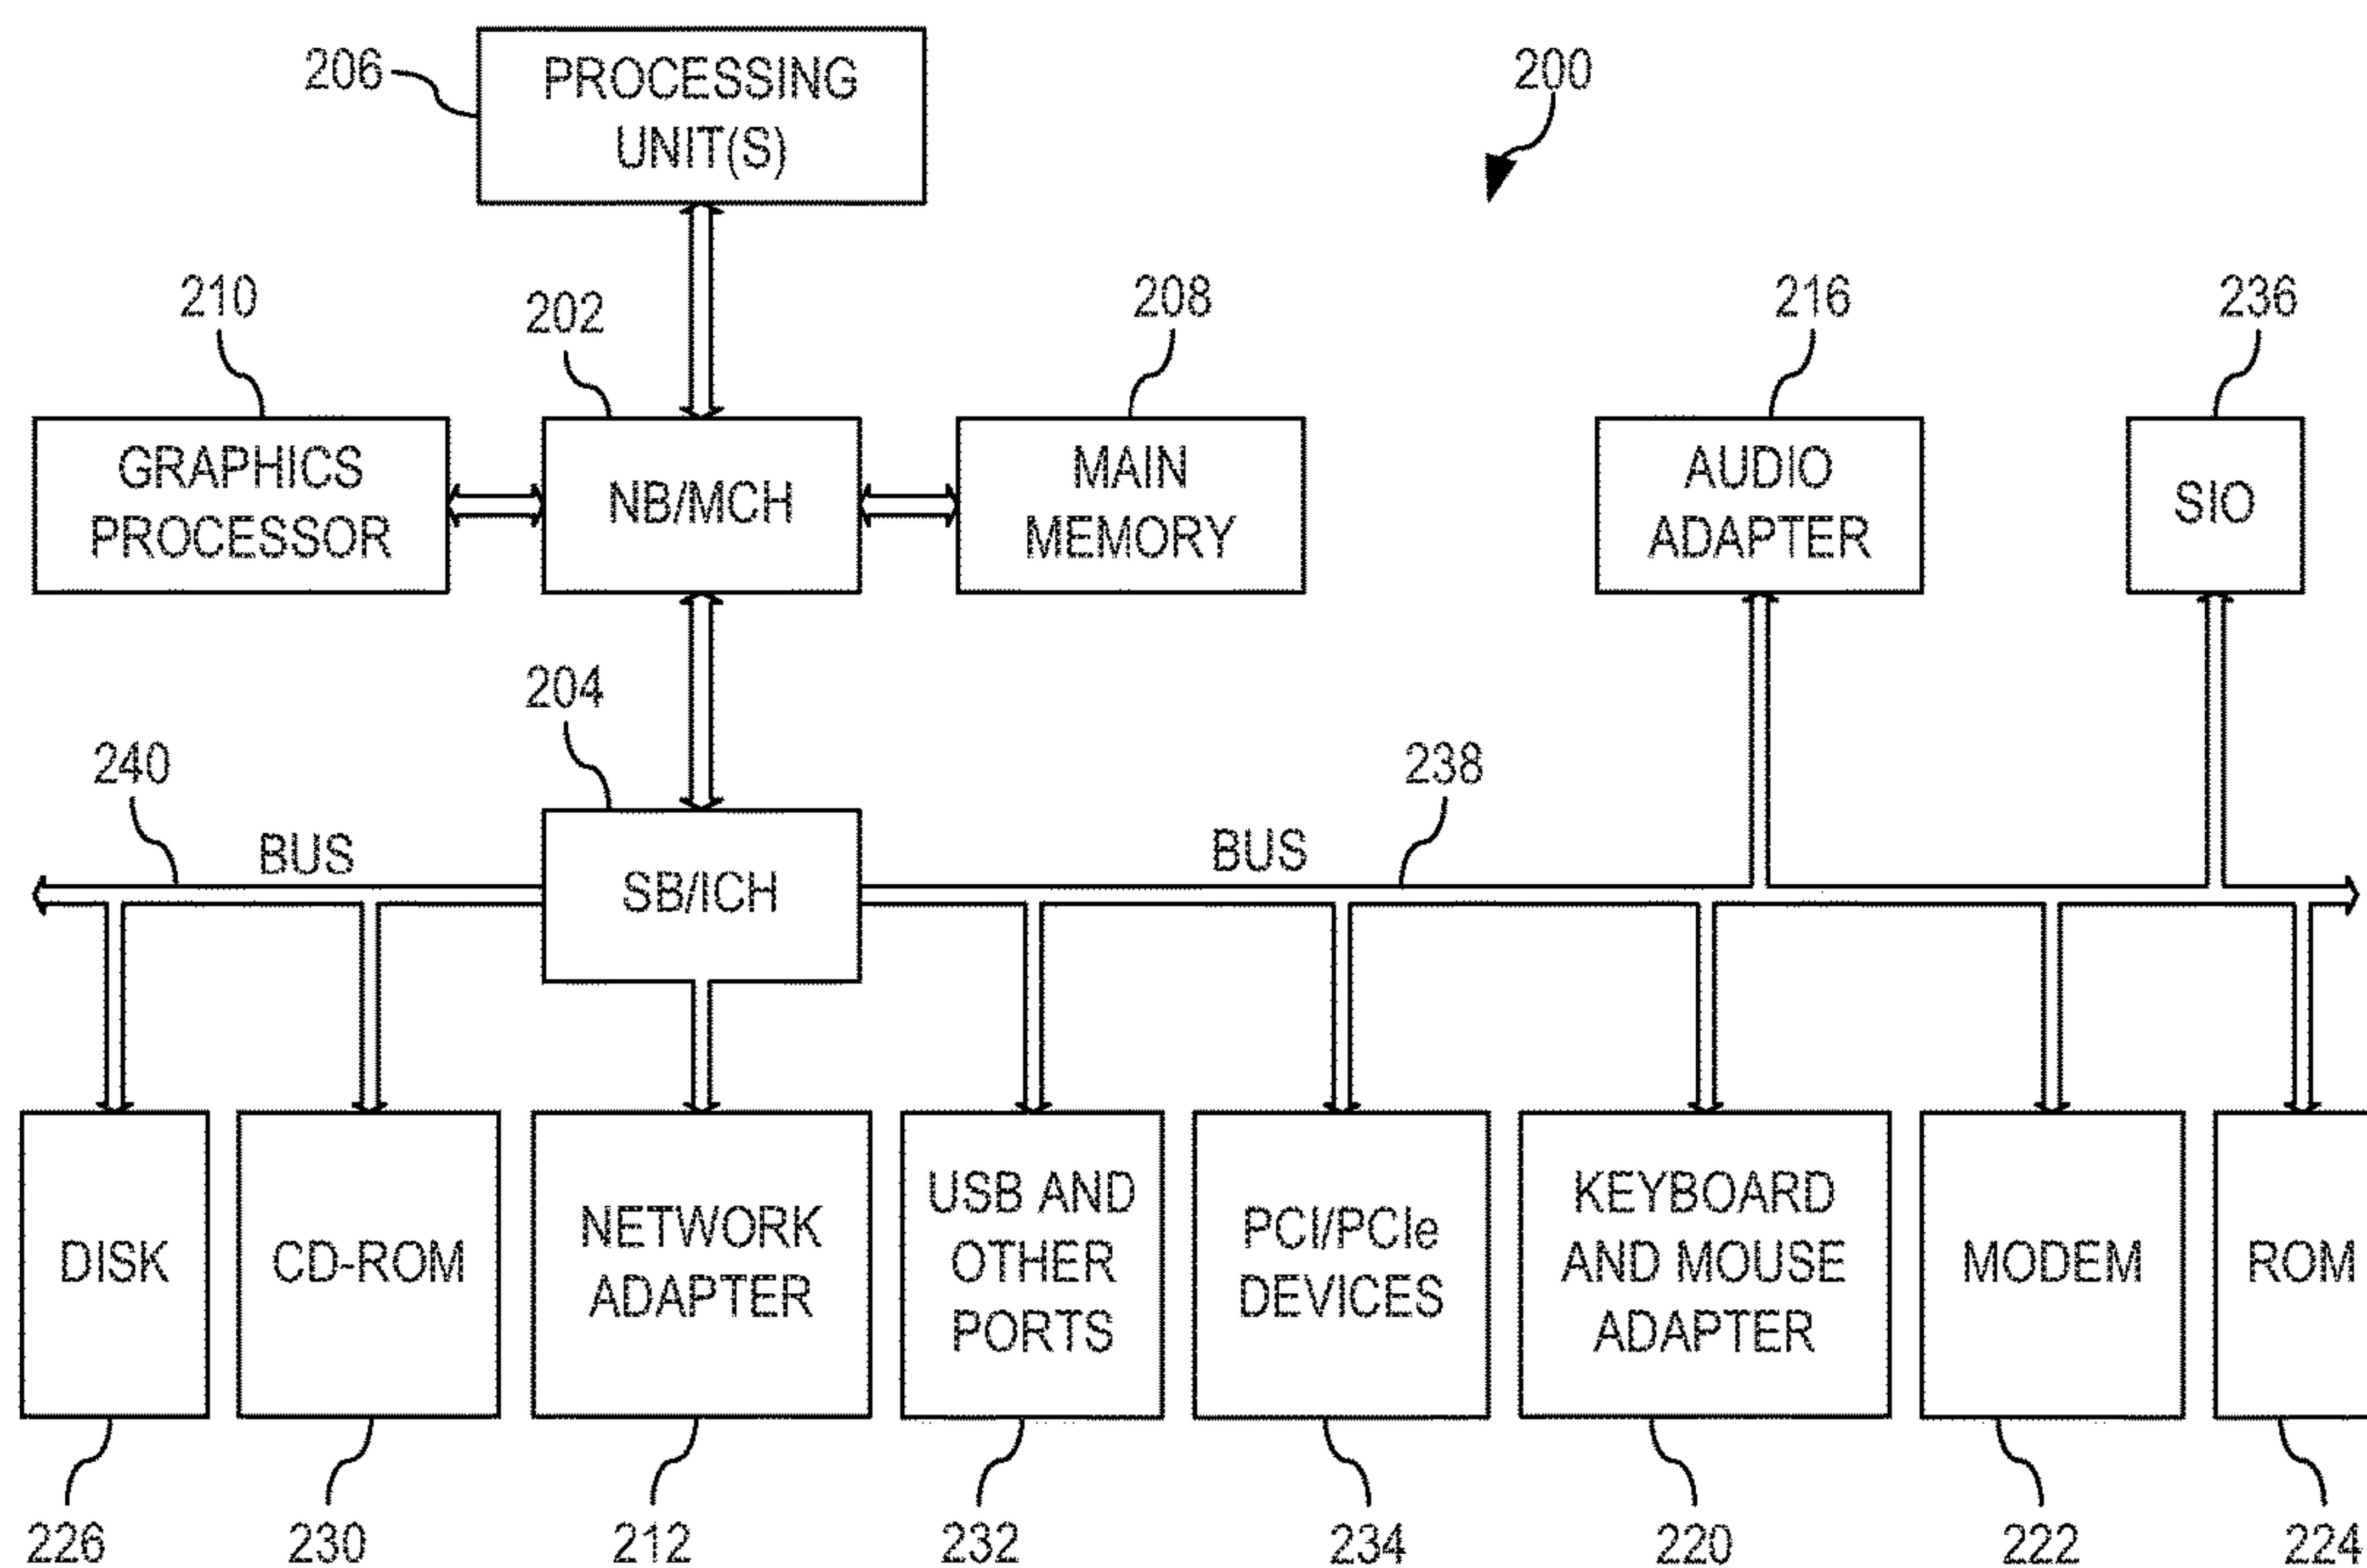 206
PROCESSING
UNIT(S)
200
210
202
208
216
236
GRAPHICS
PROCESSOR
NB/MCH
MAIN
MEMORY
AUDIO
ADAPTER
SIO
204
240
238
BUS
BUS
SB/ICH
DISK
CD-ROM
NETWORK
ADAPTER
USB AND
OTHER
PORTS
PCI/PCIe
DEVICES
KEYBOARD
AND MOUSE
ADAPTER
MODEM
ROM
226
230
212
232
234
220
222
224